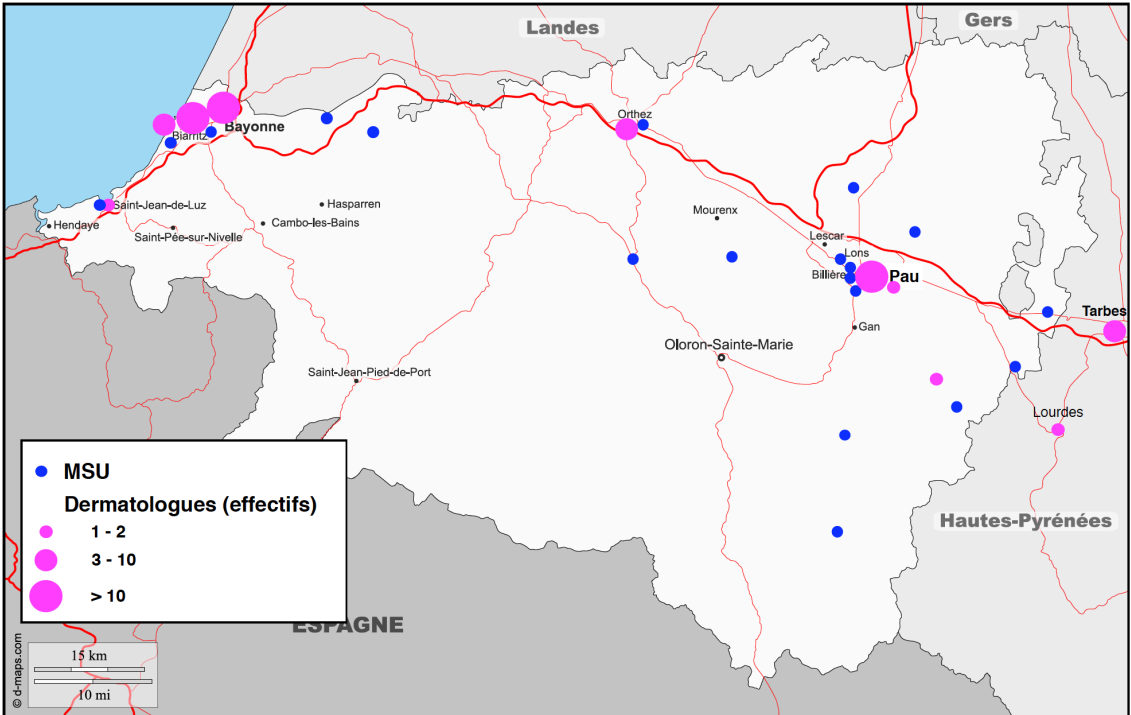 Landes
Gers
Orthez
Bayonne
Biarritz
Saint-Jean-de-Luz
Hasparren
Mourenx
Hendaye
Cambo-les-Bains
Saint-Pée-sur-Nivelle
Lescar
Lons
Billière
Pau
Tarbes
Gan
Oloron-Sainte-Marie
Saint-Jean-Pied-de-Port
Lourdes
Hautes-Pyrénées
MSU
Dermatologues (effectifs)
1 - 2
3 - 10
> 10
ESPAGNE
15 km
10 mi
© d-maps.com